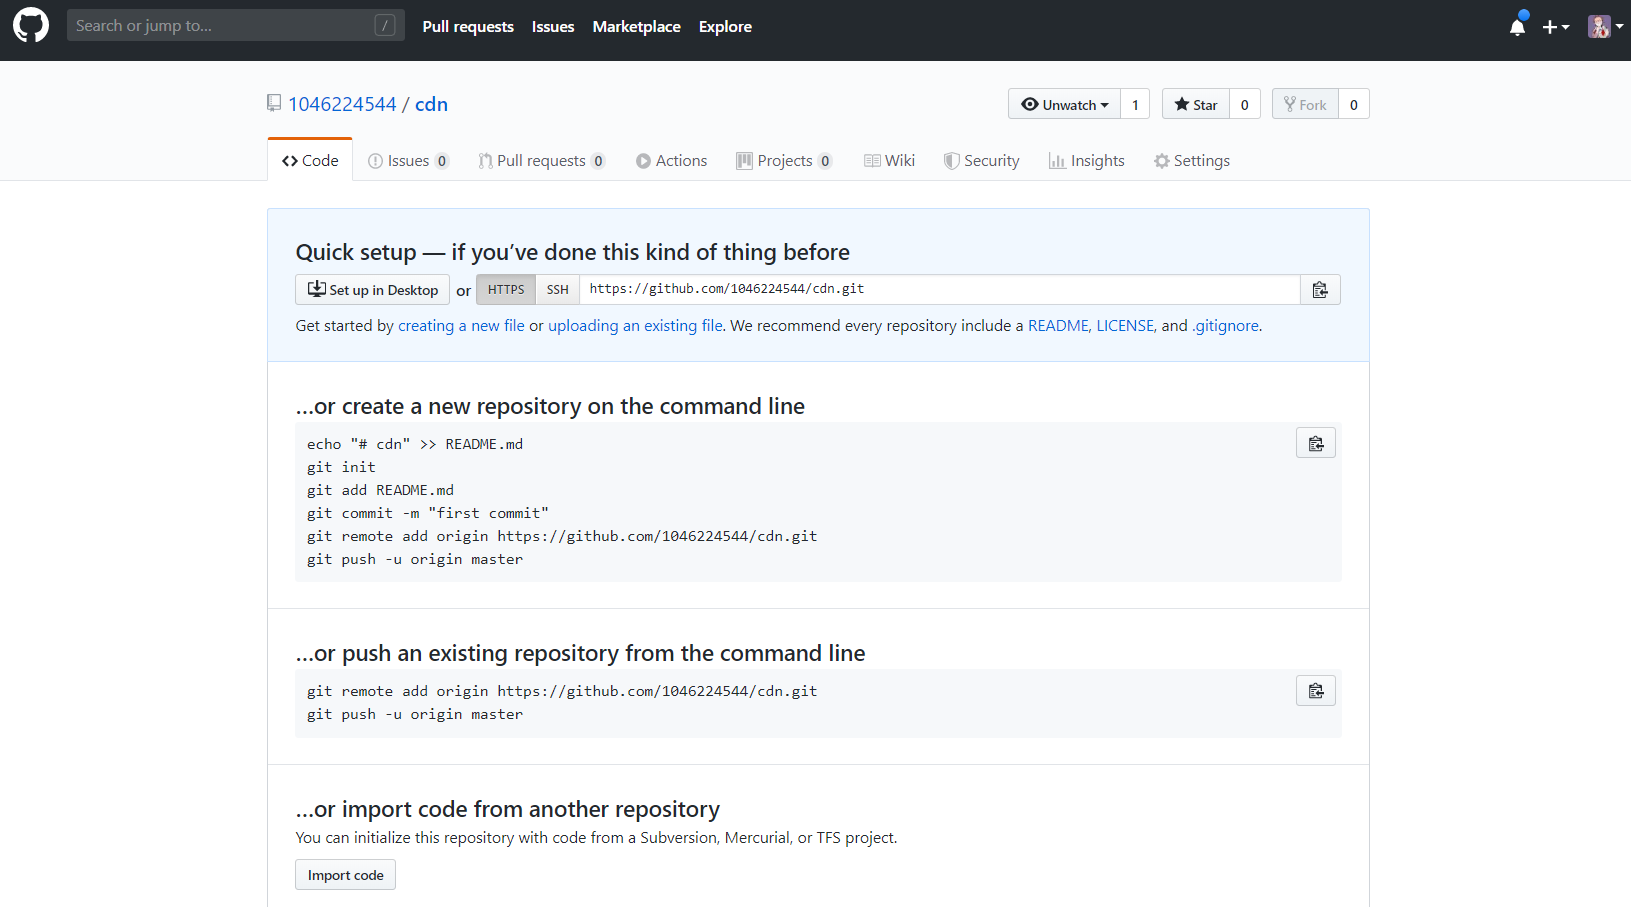 Search or jump to... /
Pull requests Issues Marketplace Explore
1046224544 / cdn
Unwatch 1 Star 0 Fork 0
Code Issues 0 Pull requests 0 Actions Projects 0 Wiki Security Insights Settings
Quick setup — if you’ve done this kind of thing before
Set up in Desktop or HTTPS SSH https://github.com/1046224544/cdn.git
Get started by creating a new file or uploading an existing file. We recommend every repository include a README, LICENSE, and .gitignore.
…or create a new repository on the command line
echo "# cdn" >> README.md
git init
git add README.md
git commit -m "first commit"
git remote add origin https://github.com/1046224544/cdn.git
git push -u origin master
…or push an existing repository from the command line
git remote add origin https://github.com/1046224544/cdn.git
git push -u origin master
…or import code from another repository
You can initialize this repository with code from a Subversion, Mercurial, or TFS project.
Import code